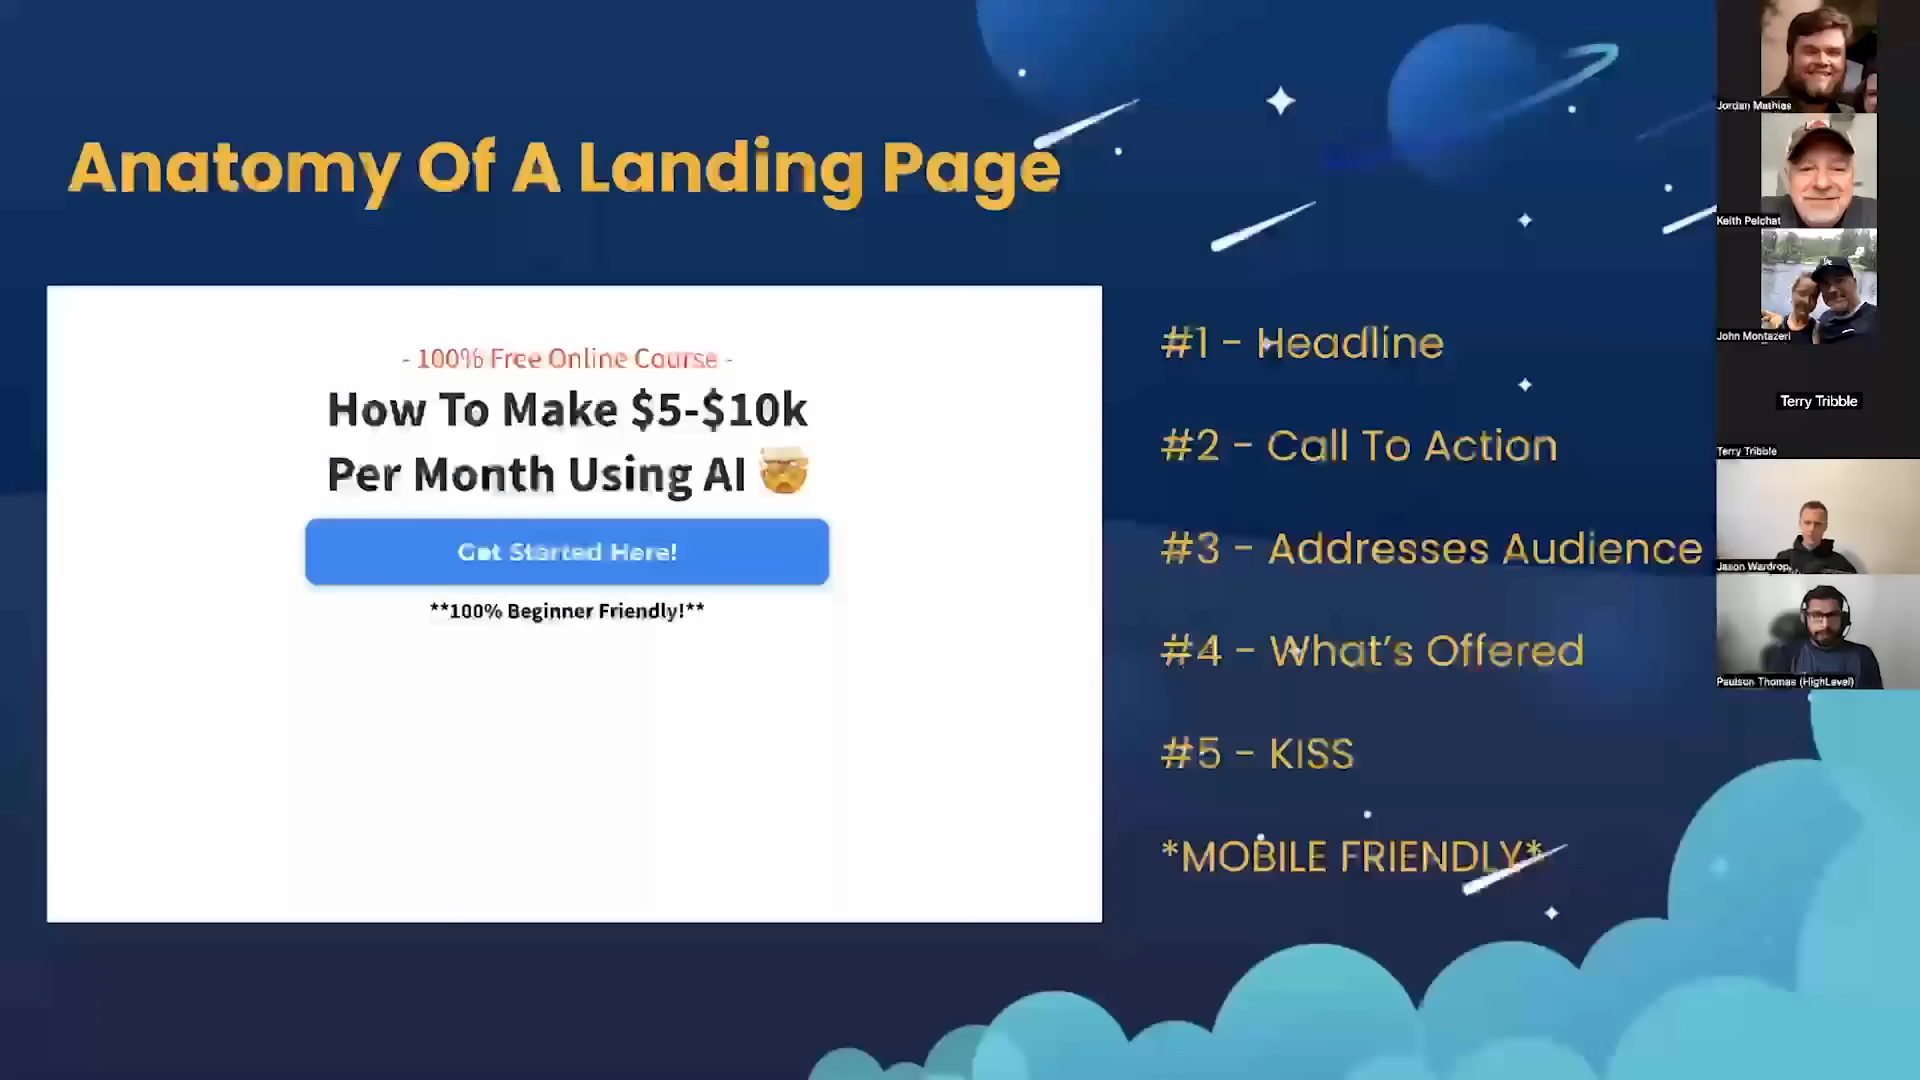 Anatomy Of A Landing Page
- 100% Free Online Course -
How To Make $5-$10k
Per Month Using AI 🤯
Get Started Here!
**100% Beginner Friendly!**
#1 - Headline
#2 - Call To Action
#3 - Addresses Audience
#4 - What's Offered
#5 - KISS
*MOBILE FRIENDLY*
Jordan Mathias
Keith Pelchat
John Montazeri
Terry Tribble
Terry Tribble
Jason Wardrop
Paulson Thomas (HighLevel)